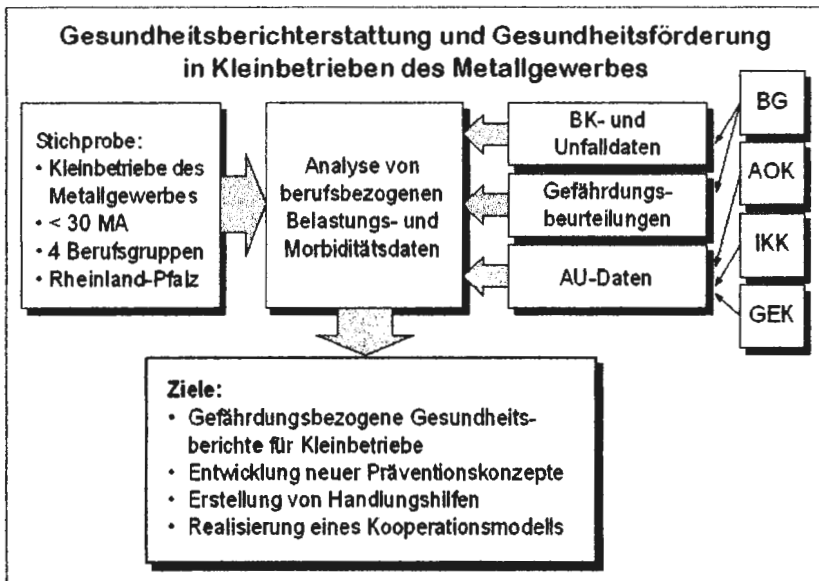 Gesundheitsberichterstattung und Gesundheitsförderung
in Kleinbetrieben des Metallgewerbes
Stichprobe:
• Kleinbetriebe des
Metallgewerbes
• < 30 MA
• 4 Berufsgruppen
• Rheinland-Pfalz
Analyse von
berufsbezogenen
Belastungs- und
Morbiditätsdaten
BK- und
Unfalldaten
Gefährdungs-
beurteilungen
AU-Daten
BG
AOK
IKK
GEK
Ziele:
• Gefährdungsbezogene Gesundheits-
berichte für Kleinbetriebe
• Entwicklung neuer Präventionskonzepte
• Erstellung von Handlungshilfen
• Realisierung eines Kooperationsmodells